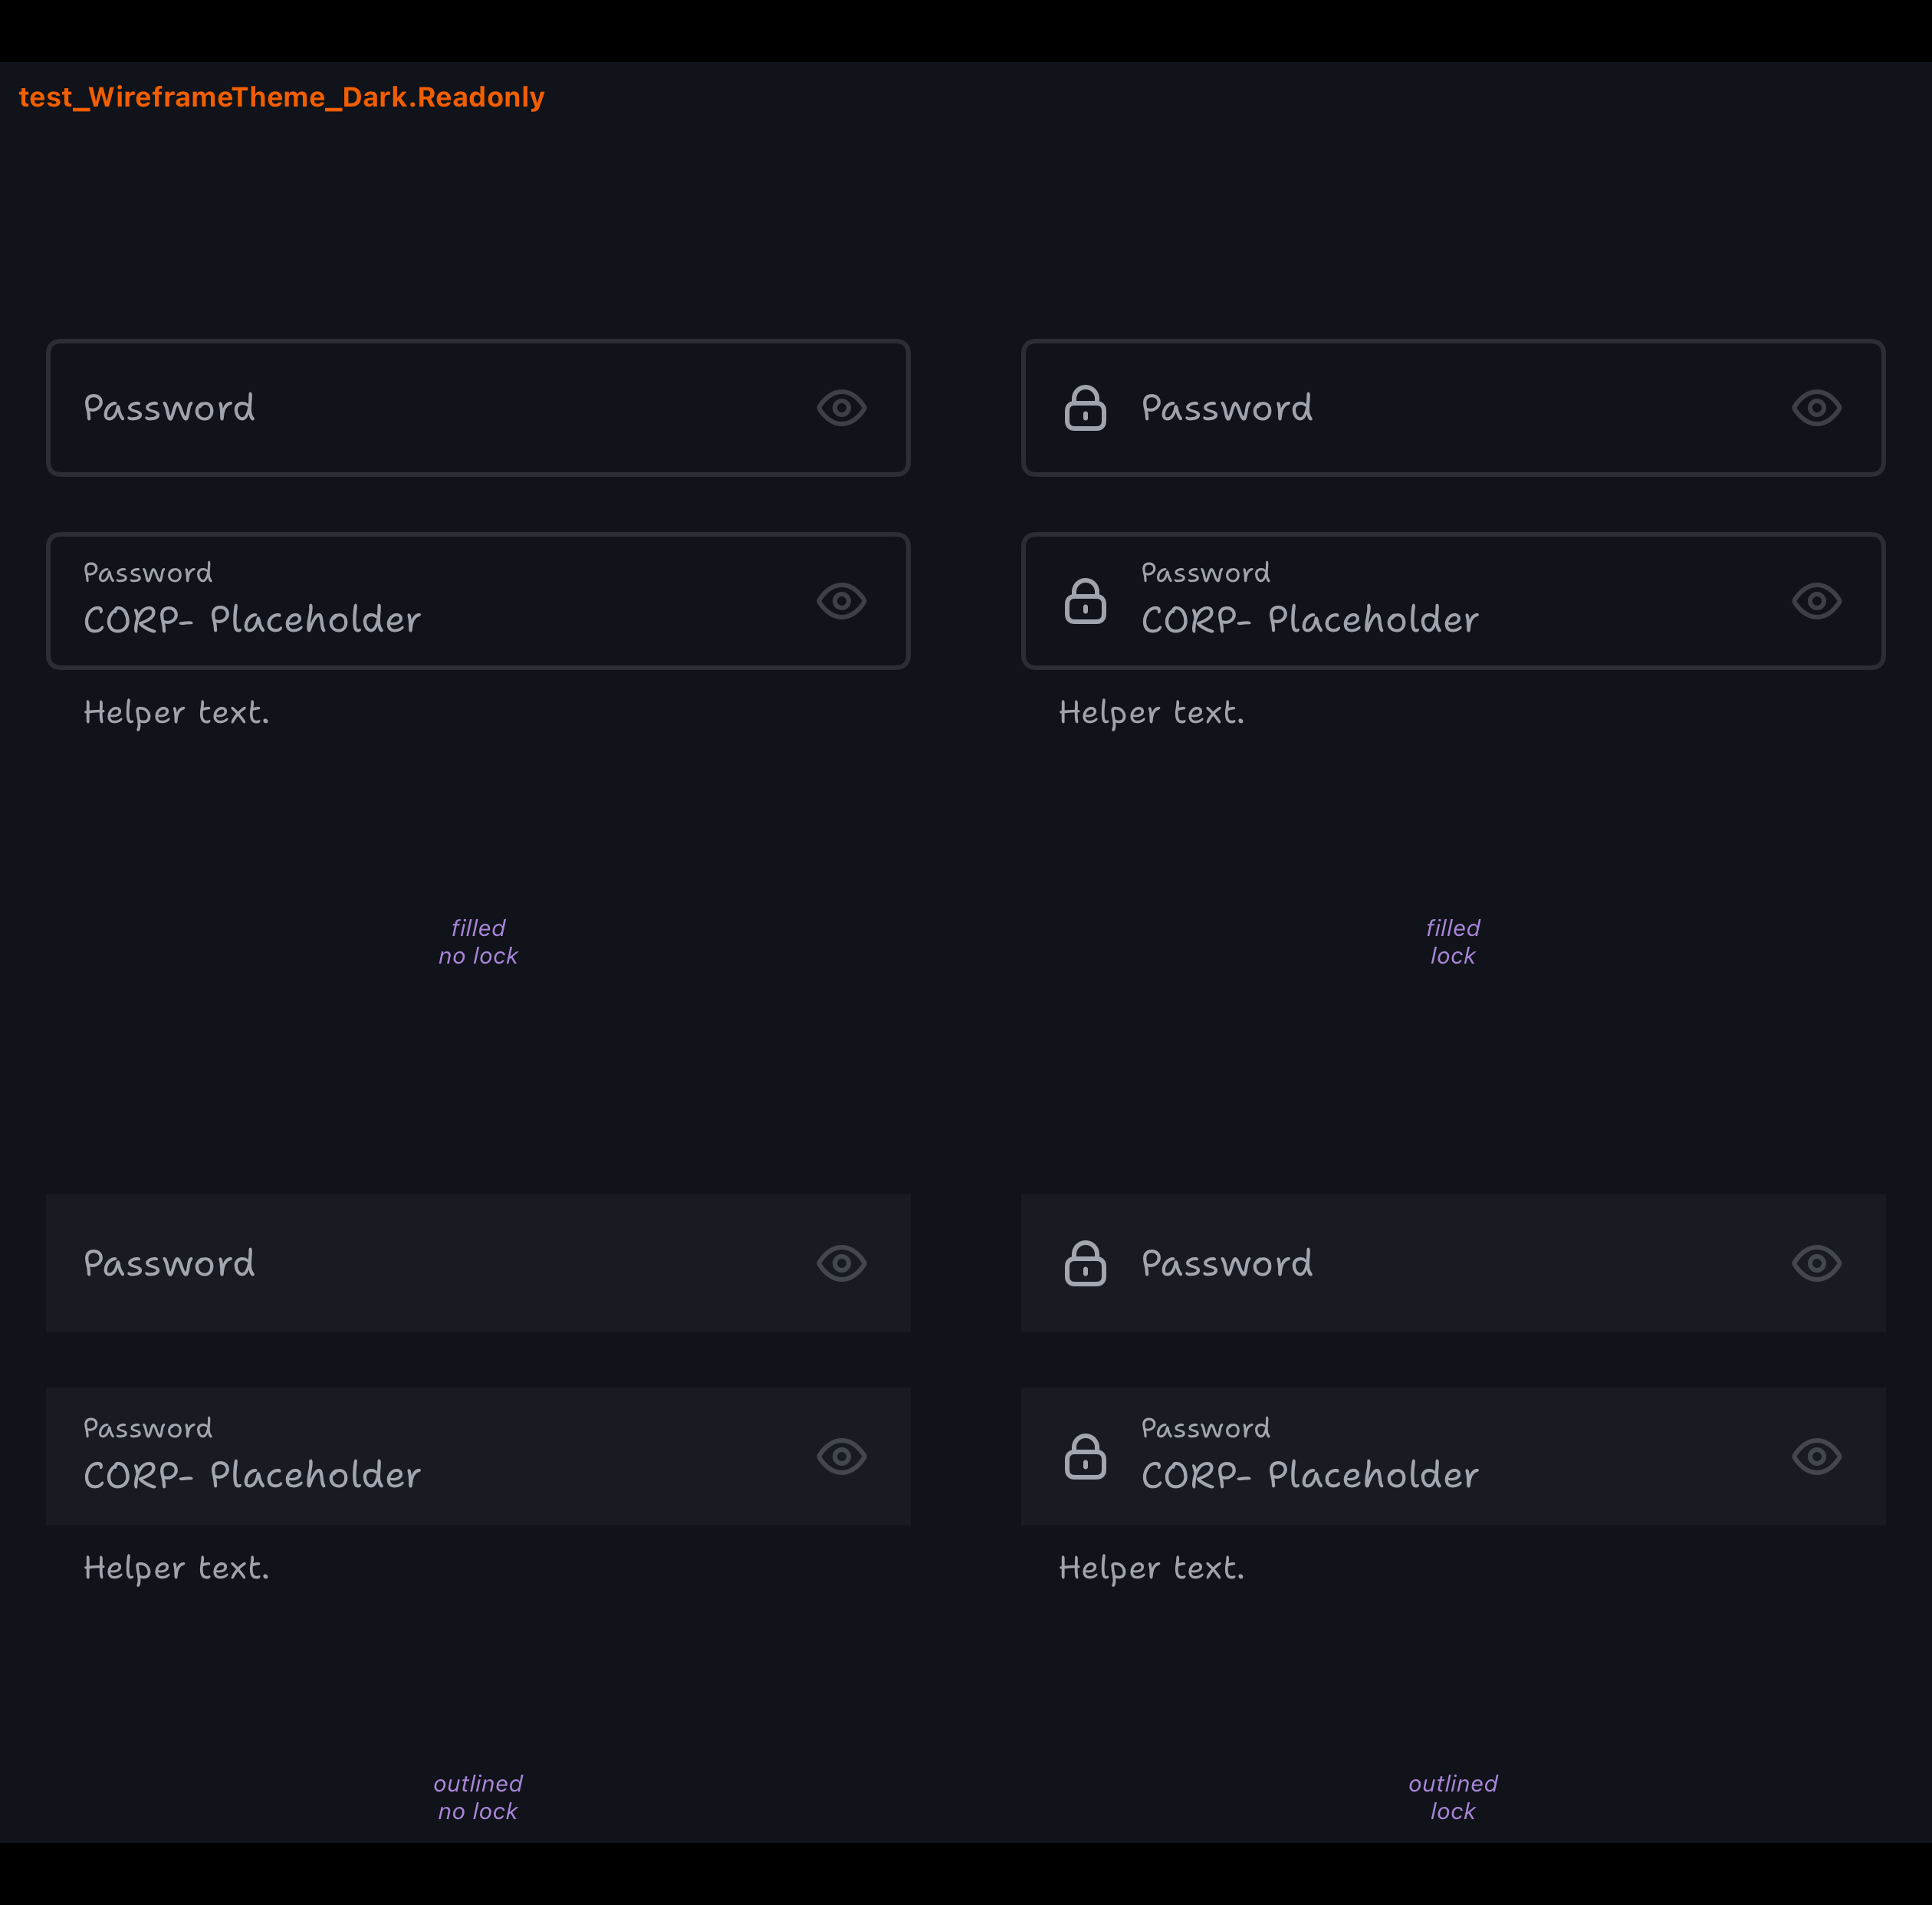 test_WireframeTheme_Dark.Readonly
Password
Password
Password
CORP- Placeholder
Helper text.
Password
CORP- Placeholder
Helper text.
filled
no lock
filled
lock
Password
Password
Password
CORP- Placeholder
Helper text.
Password
CORP- Placeholder
Helper text.
outlined
no lock
outlined
lock